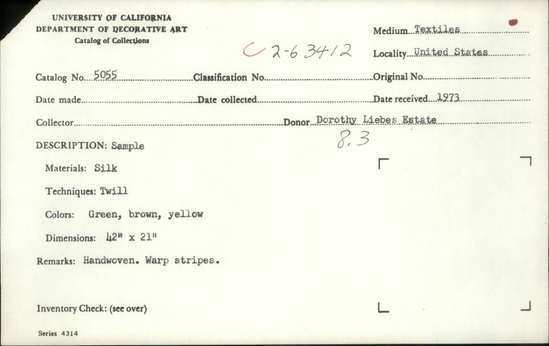 UNIVERSITY OF CALIFORNIA
DEPARTMENT OF DECORATIVE ART
Catalog of Collections
C 2-63412
Medium Textiles
Locality United States
Catalog No. 5055 Classification No. Original No.
Date made Date collected Date received 1973
Collector Donor Dorothy Liebes Estate
8.3
DESCRIPTION: Sample
Materials: Silk
Techniques: Twill
Colors: Green, brown, yellow
Dimensions: 42" x 21"
Remarks: Handwoven. Warp stripes.
Inventory Check: (see over)
Series 4314